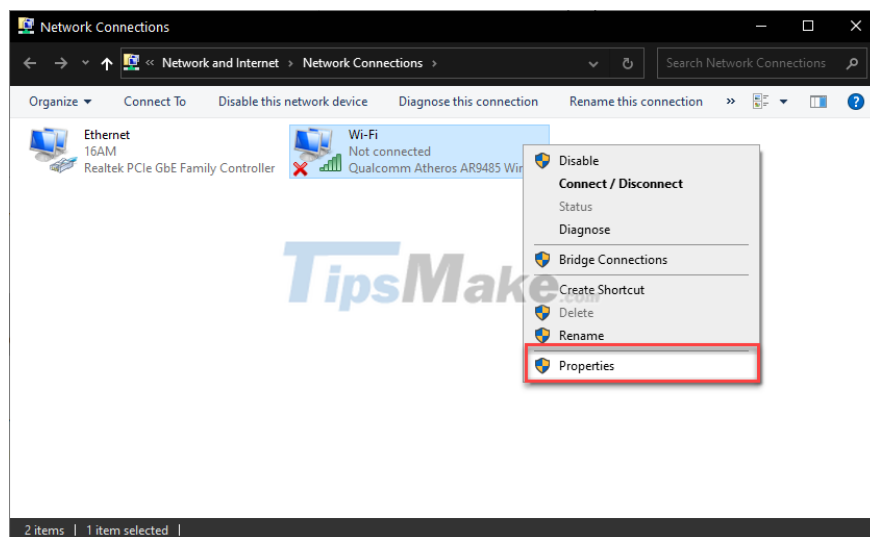 Network Connections
« Network and Internet › Network Connections ›
Search Network Connections
Organize
Connect To
Disable this network device
Diagnose this connection
Rename this connection
»
Ethernet
16AM
Realtek PCIe GbE Family Controller
Wi-Fi
Not connected
Qualcomm Atheros AR9485 Wir
Disable
Connect / Disconnect
Status
Diagnose
Bridge Connections
Create Shortcut
Delete
Rename
Properties
TipsMake.com
2 items | 1 item selected |